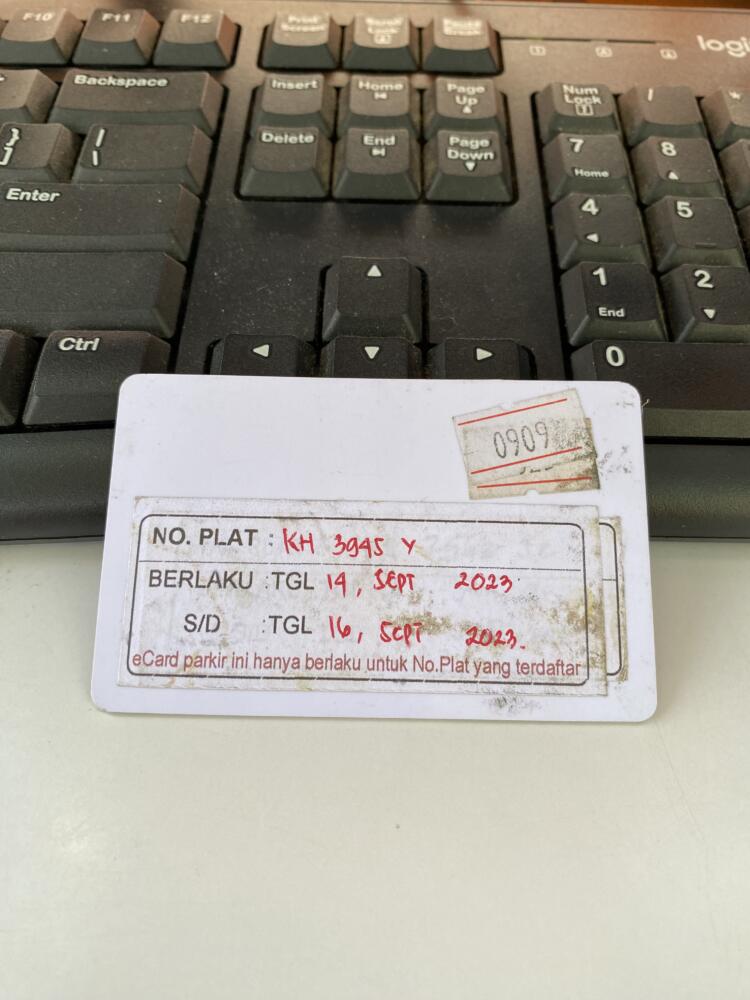 F10 F11 F12 Print Screen Scroll Lock Pause Break
Backspace Insert Home Page Up Num Lock / *
} ] | \ Delete End Page Down 7 Home 8
Enter 4 5
1 End 2
Ctrl 0
0909
NO. PLAT : KH 3945 Y
BERLAKU :TGL 14, SEPT 2023
S/D :TGL 16, SEPT 2023.
eCard parkir ini hanya berlaku untuk No.Plat yang terdaftar